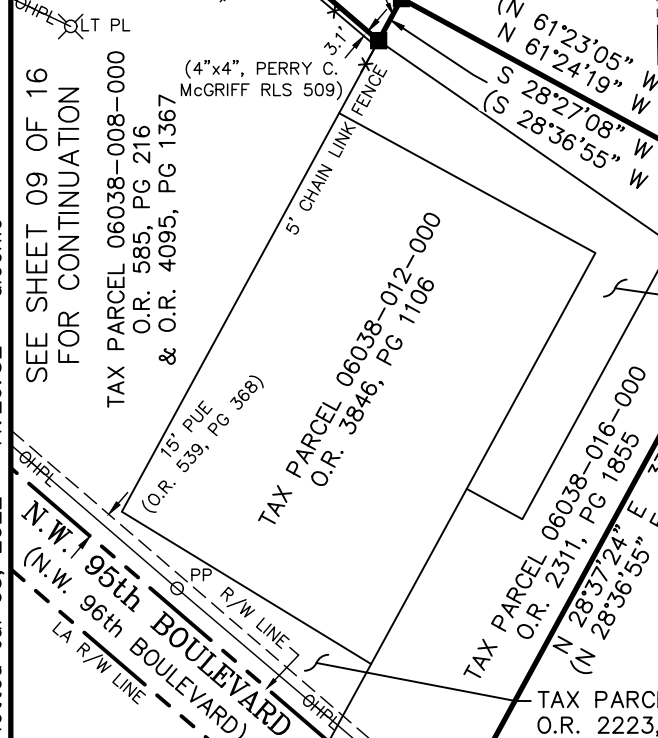 OHPL
LT PL
3.1'
(4"x4", PERRY C.
McGRIFF RLS 509)
(N 61°23'05" W
N 61°24'19" W
S 28°27'08" W
(S 28°36'55" W
SEE SHEET 09 OF 16
FOR CONTINUATION
TAX PARCEL 06038-008-000
O.R. 585, PG 216
& O.R. 4095, PG 1367
5' CHAIN LINK FENCE
TAX PARCEL 06038-012-000
O.R. 3846, PG 1106
15' PUE
(O.R. 539, PG 368)
TAX PARCEL 06038-016-000
O.R. 2311, PG 1855
N 28°37'24" E
(N 28°36'55" E
OHPL
N.W. 95th BOULEVARD
(N.W. 96th BOULEVARD)
PP
R/W LINE
LA R/W LINE
OHPL
TAX PARCE
O.R. 2223,